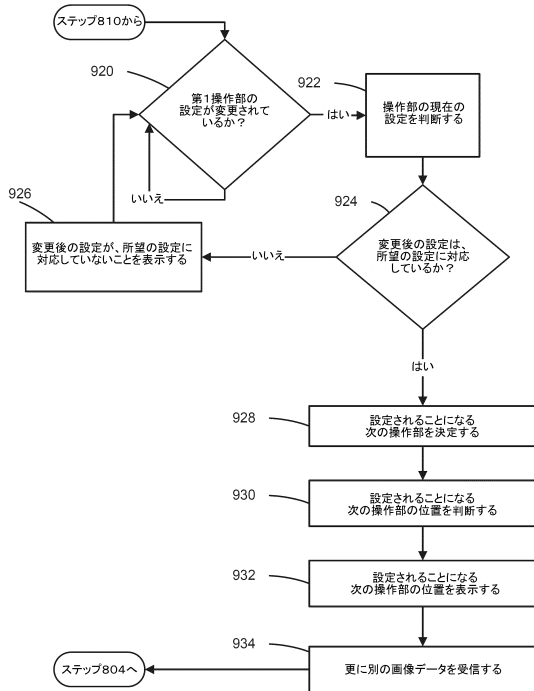 ステップ810から
920
第1操作部の
設定が変更されて
いるか？
はい
922
操作部の現在の
設定を判断する
いいえ
924
変更後の設定は、
所望の設定に対応
しているか？
いいえ
926
変更後の設定が、所望の設定に
対応していないことを表示する
はい
928
設定されることになる
次の操作部を決定する
930
設定されることになる
次の操作部の位置を判断する
932
設定されることになる
次の操作部の位置を表示する
934
更に別の画像データを受信する
ステップ804へ